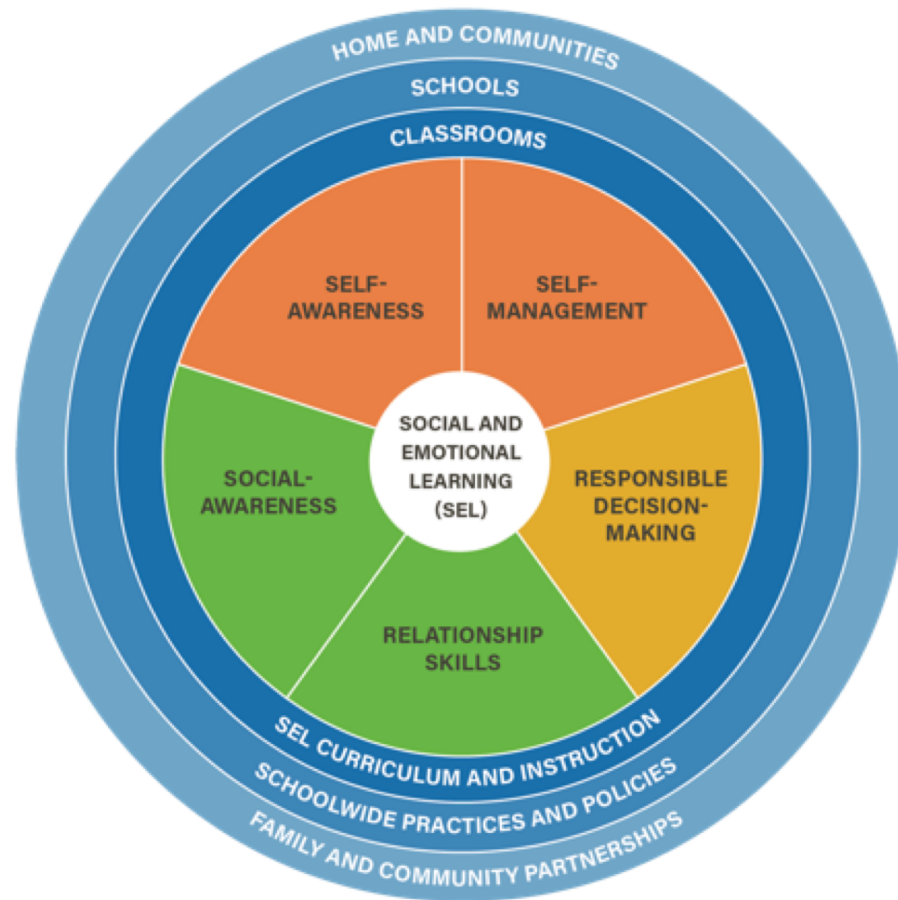 HOME AND COMMUNITIES
SCHOOLS
CLASSROOMS
SELF-
AWARENESS
SELF-
MANAGEMENT
SOCIAL AND
EMOTIONAL
LEARNING
(SEL)
SOCIAL-
AWARENESS
RESPONSIBLE
DECISION-
MAKING
RELATIONSHIP
SKILLS
SEL CURRICULUM AND INSTRUCTION
SCHOOLWIDE PRACTICES AND POLICIES
FAMILY AND COMMUNITY PARTNERSHIPS